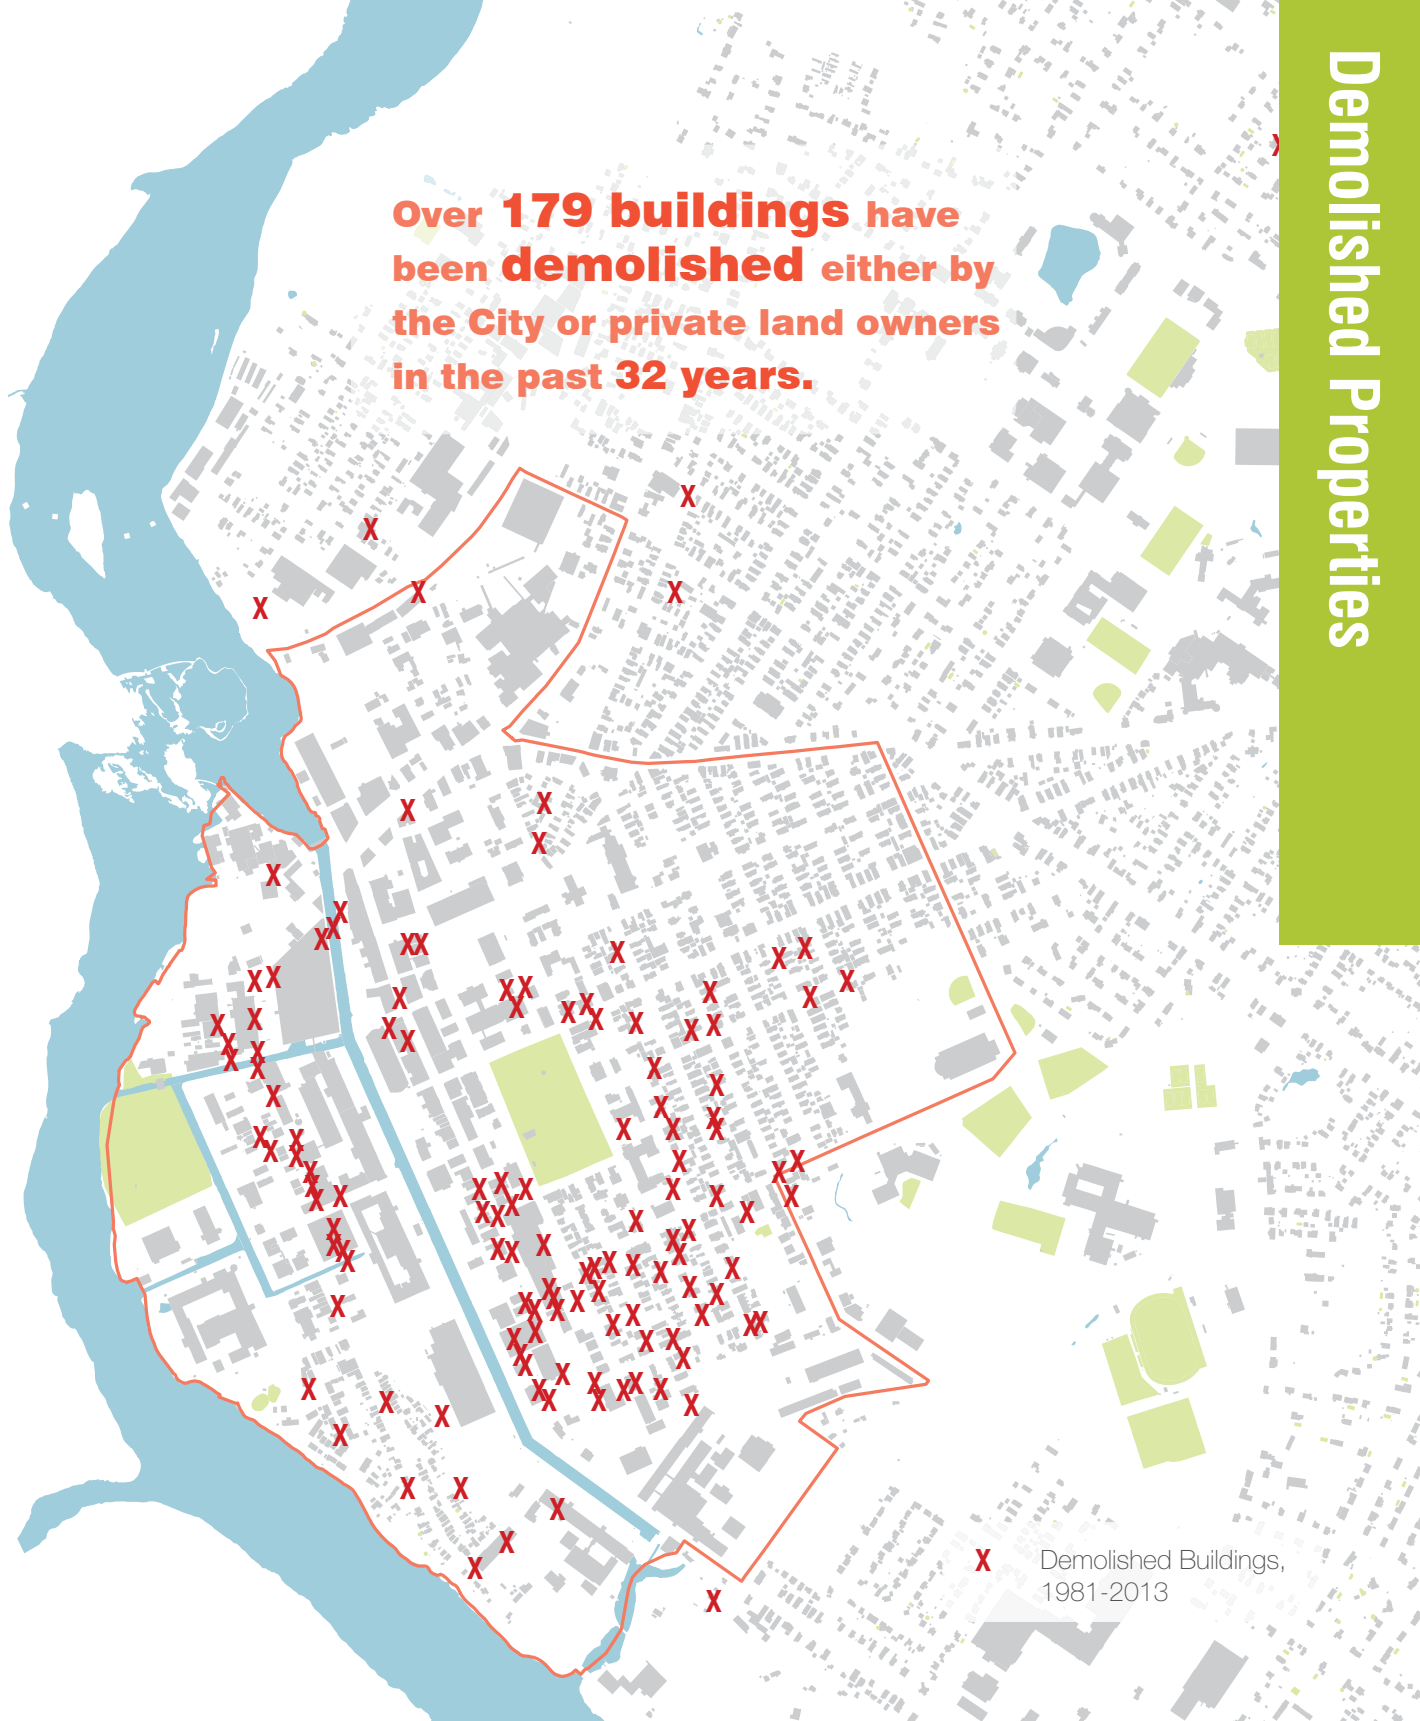 Over 179 buildings have
been demolished either by
the City or private land owners
in the past 32 years.
Demolished Properties
X Demolished Buildings,
1981-2013